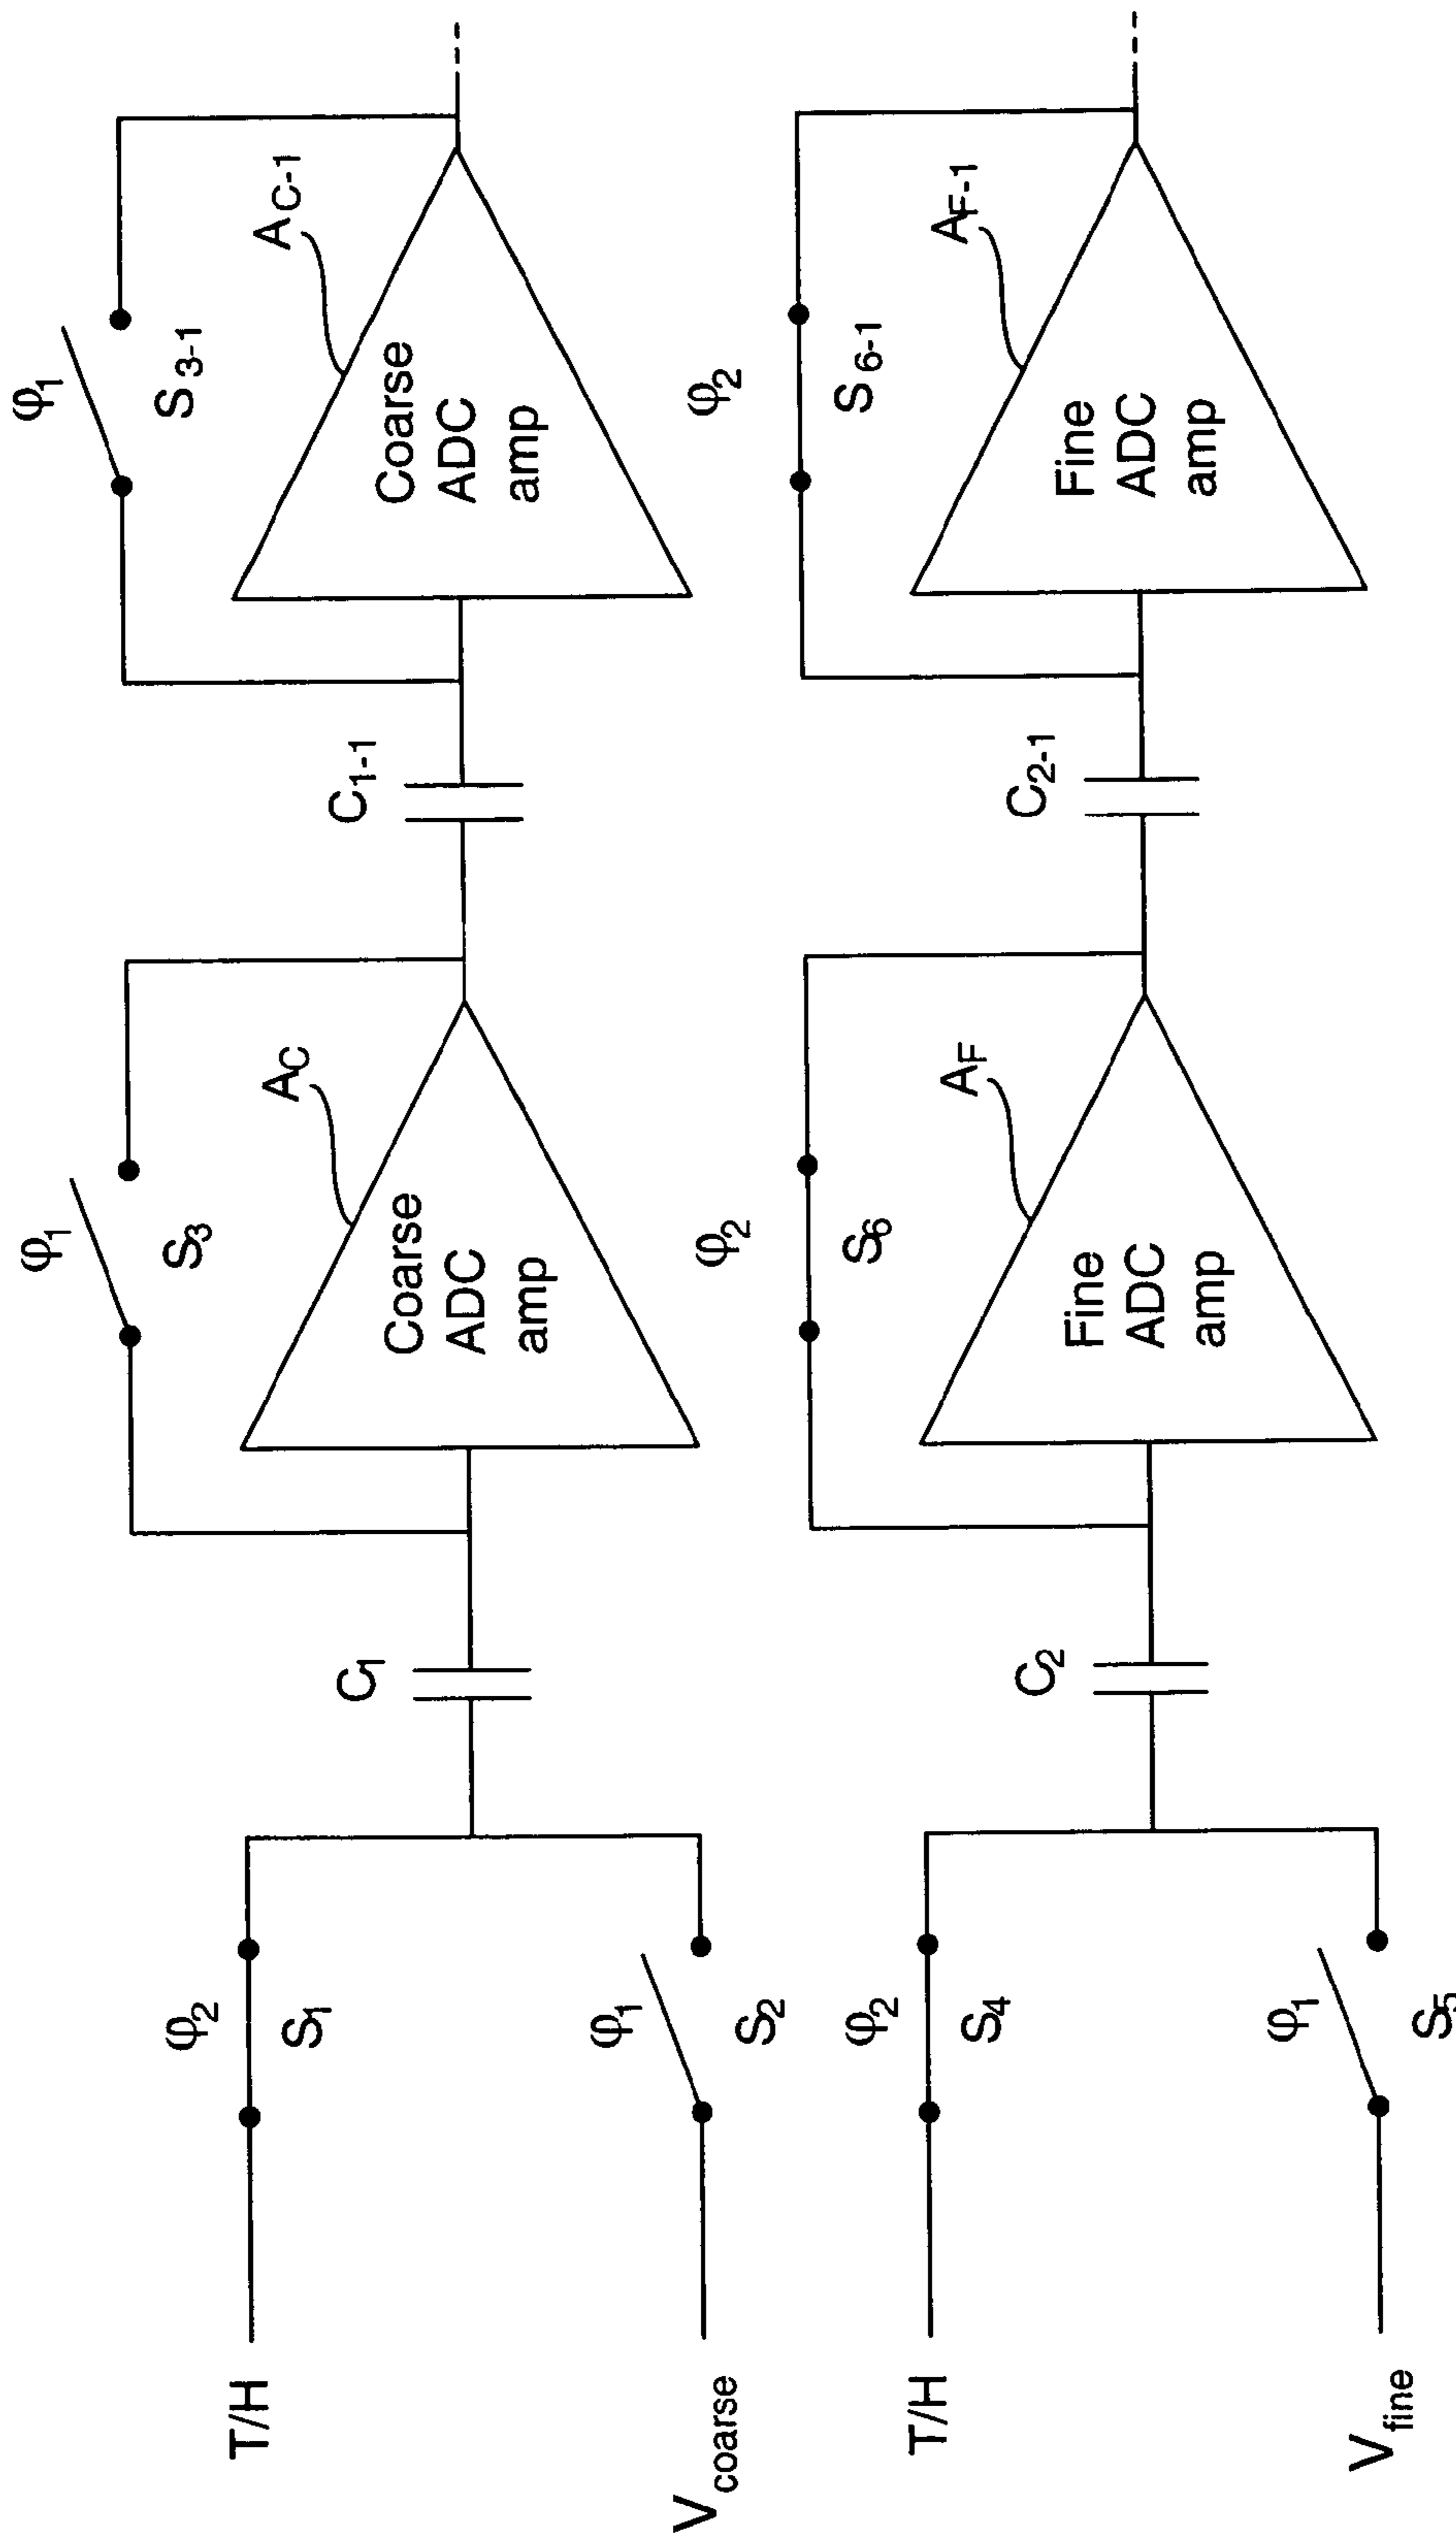 φ1
S3-1
AC-1
Coarse
ADC
amp
C1-1
φ1
S3
AC
Coarse
ADC
amp
C1
φ2
S1
T/H
φ1
S2
Vcoarse
φ2
S6-1
AF-1
Fine
ADC
amp
C2-1
φ2
S6
AF
Fine
ADC
amp
C2
φ2
S4
T/H
φ1
S5
Vfine